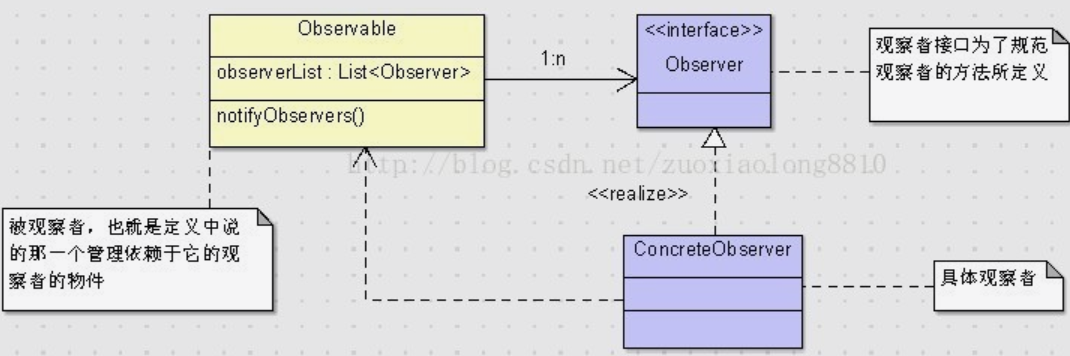 Observable
observerList : List<Observer>
notifyObservers()
1:n
<<interface>>
Observer
观察者接口为了规范
观察者的方法所定义
http://blog.csdn.net/zuoxiaolong8810
<<realize>>
被观察者，也就是定义中说
的那一个管理依赖于它的观
察者的物件
ConcreteObserver
具体观察者